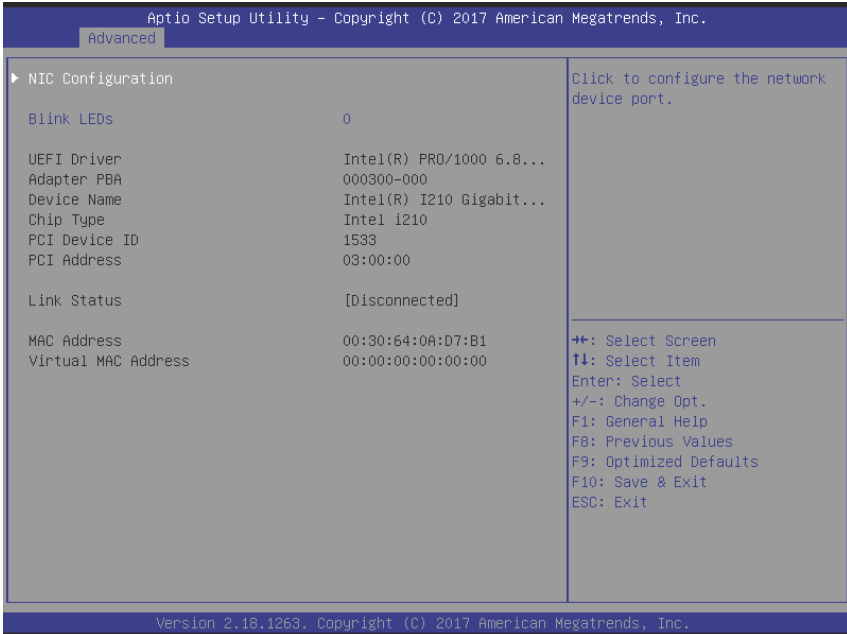 Aptio Setup Utility – Copyright (C) 2017 American Megatrends, Inc.
Advanced
▶ NIC Configuration
Blink LEDs 0
UEFI Driver Intel(R) PRO/1000 6.8...
Adapter PBA 000300-000
Device Name Intel(R) I210 Gigabit...
Chip Type Intel i210
PCI Device ID 1533
PCI Address 03:00:00
Link Status [Disconnected]
MAC Address 00:30:64:0A:D7:B1
Virtual MAC Address 00:00:00:00:00:00
Click to configure the network
device port.
→←: Select Screen
↑↓: Select Item
Enter: Select
+/-: Change Opt.
F1: General Help
F8: Previous Values
F9: Optimized Defaults
F10: Save & Exit
ESC: Exit
Version 2.18.1263. Copyright (C) 2017 American Megatrends, Inc.